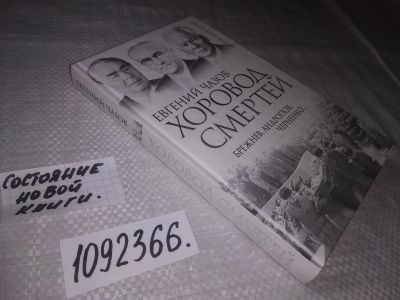 ЕВГЕНИЙ ЧАЗОВ
ХОРОВОД
СМЕРТЕЙ
БРЕЖНЕВ, АНДРОПОВ,
ЧЕРНЕНКО...
ЕВГЕНИЙ ЧАЗОВ
ХОРОВОД СМЕРТЕЙ
СОСТОЯНИЕ
НОВОЙ
КНИГИ.
1092366.